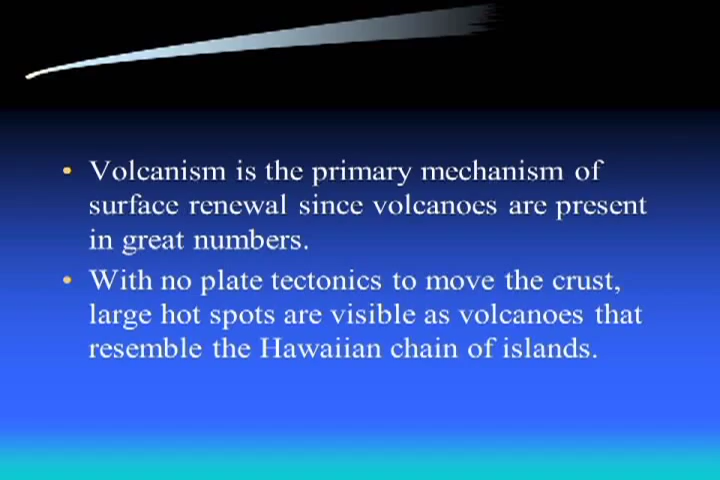 • Volcanism is the primary mechanism of
surface renewal since volcanoes are present
in great numbers.
• With no plate tectonics to move the crust,
large hot spots are visible as volcanoes that
resemble the Hawaiian chain of islands.